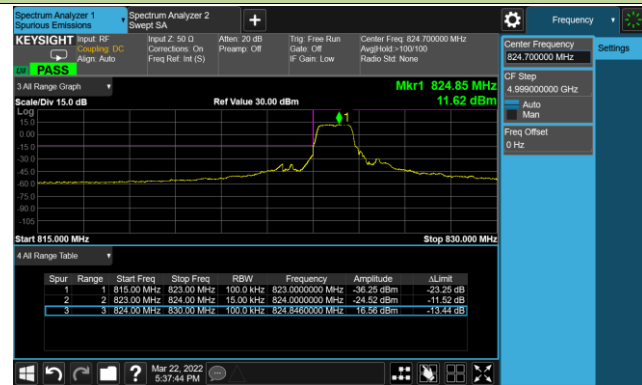 Spectrum Analyzer 1
Spurious Emissions
Spectrum Analyzer 2
Swept SA
Frequency
KEYSIGHT
Input: RF
Coupling: DC
Align: Auto
Input Z: 50 Ω
Corrections: On
Freq Ref: Int (S)
Atten: 20 dB
Preamp: Off
Trig: Free Run
Gate: Off
IF Gain: Low
Center Freq: 824.700000 MHz
Avg|Hold:>100/100
Radio Std: None
PASS
Center Frequency
824.700000 MHz
Settings
CF Step
4.999000000 GHz
Auto
Man
Freq Offset
0 Hz
3 All Range Graph
Mkr1 824.85 MHz
11.62 dBm
Scale/Div 15.0 dB
Ref Value 30.00 dBm
Log
15.0
0.00
-15.0
-30.0
-45.0
-60.0
-75.0
-90.0
-105
1
Start 815.000 MHz
Stop 830.000 MHz
4 All Range Table
Spur Range Start Freq Stop Freq RBW Frequency Amplitude ΔLimit
1 1 815.00 MHz 823.00 MHz 100.0 kHz 823.0000000 MHz -36.25 dBm -23.25 dB
2 2 823.00 MHz 824.00 MHz 15.00 kHz 824.0000000 MHz -24.52 dBm -11.52 dB
3 3 824.00 MHz 830.00 MHz 100.0 kHz 824.8460000 MHz 16.56 dBm -13.44 dB
?
Mar 22, 2022
5:37:44 PM